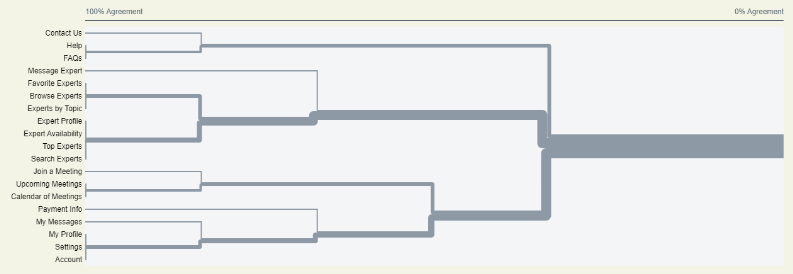 100% Agreement 0% Agreement
Contact Us
Help
FAQs
Message Expert
Favorite Experts
Browse Experts
Experts by Topic
Expert Profile
Expert Availability
Top Experts
Search Experts
Join a Meeting
Upcoming Meetings
Calendar of Meetings
Payment Info
My Messages
My Profile
Settings
Account